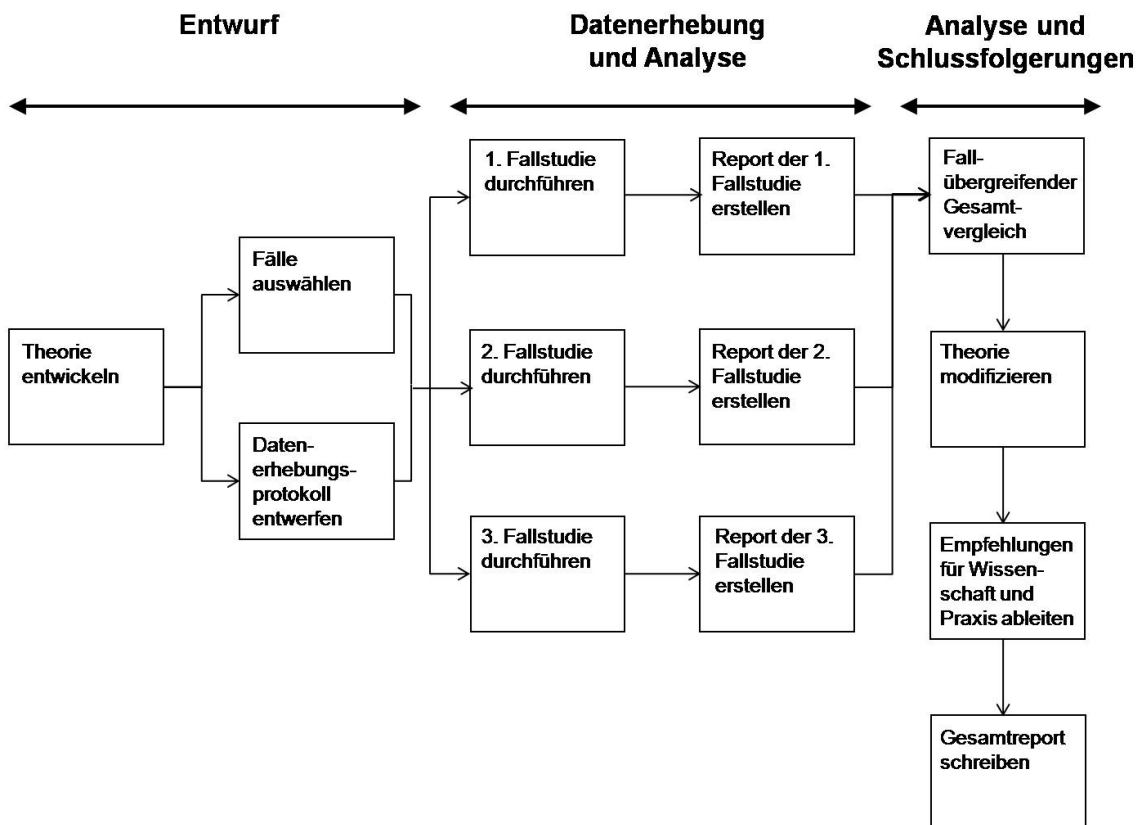 Entwurf
Datenerhebung
und Analyse
Analyse und
Schlussfolgerungen
Theorie
entwickeln
Fälle
auswählen
Daten-
erhebungs-
protokoll
entwerfen
1. Fallstudie
durchführen
Report der 1.
Fallstudie
erstellen
2. Fallstudie
durchführen
Report der 2.
Fallstudie
erstellen
3. Fallstudie
durchführen
Report der 3.
Fallstudie
erstellen
Fall-
übergreifender
Gesamt-
vergleich
Theorie
modifizieren
Empfehlungen
für Wissen-
schaft und
Praxis ableiten
Gesamtreport
schreiben